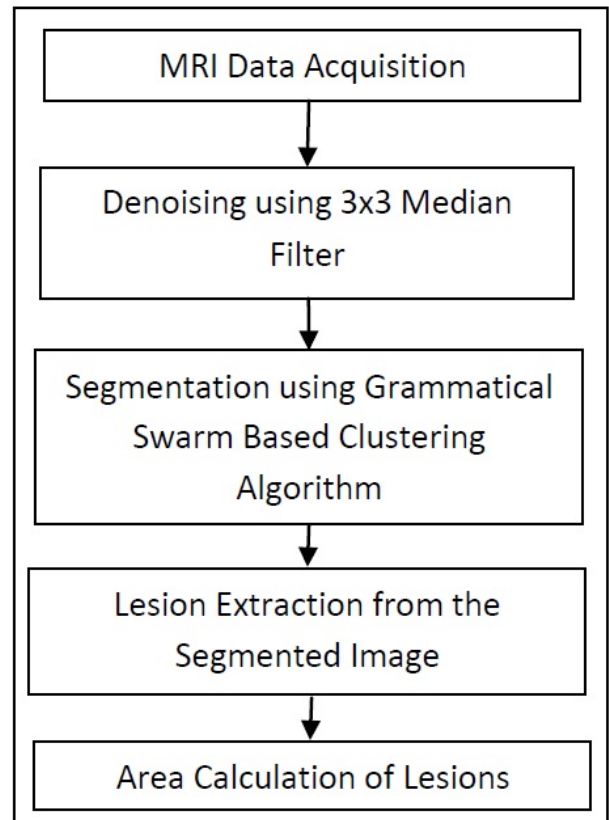 MRI Data Acquisition
Denoising using 3x3 Median
Filter
Segmentation using Grammatical
Swarm Based Clustering
Algorithm
Lesion Extraction from the
Segmented Image
Area Calculation of Lesions